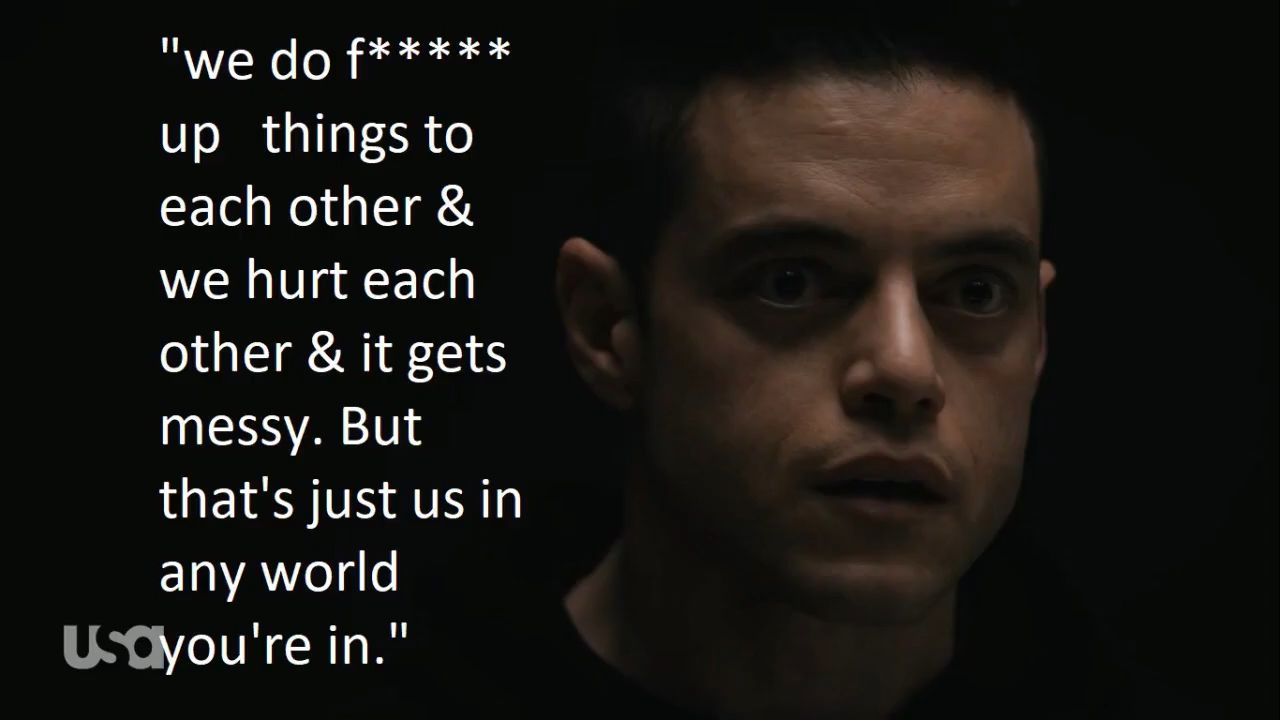 "we do f*****
up   things to
each other &
we hurt each
other & it gets
messy. But
that's just us in
any world
you're in."
usa